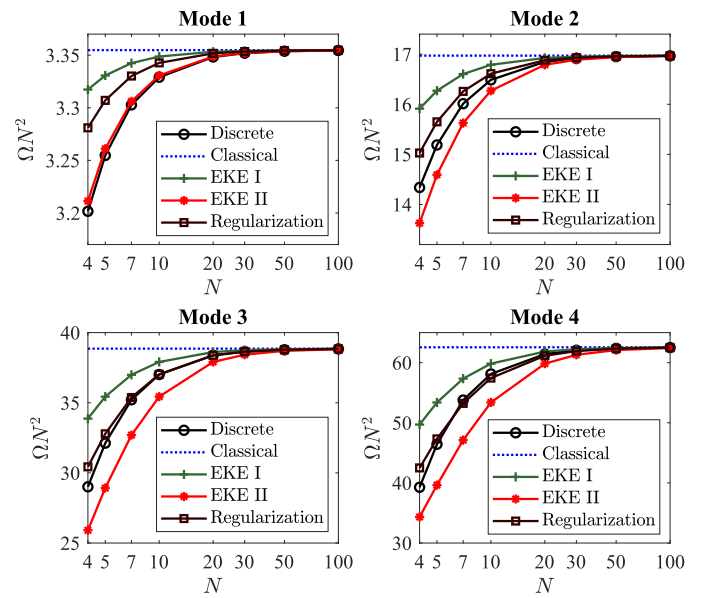 Mode 1
ΩN²
3.35
3.3
3.25
3.2
Discrete
Classical
EKE I
EKE II
Regularization
4 5 7 10 20 30 50 100
N
Mode 2
ΩN²
17
16
15
14
Discrete
Classical
EKE I
EKE II
Regularization
4 5 7 10 20 30 50 100
N
Mode 3
ΩN²
40
35
30
25
Discrete
Classical
EKE I
EKE II
Regularization
4 5 7 10 20 30 50 100
N
Mode 4
ΩN²
60
50
40
30
Discrete
Classical
EKE I
EKE II
Regularization
4 5 7 10 20 30 50 100
N